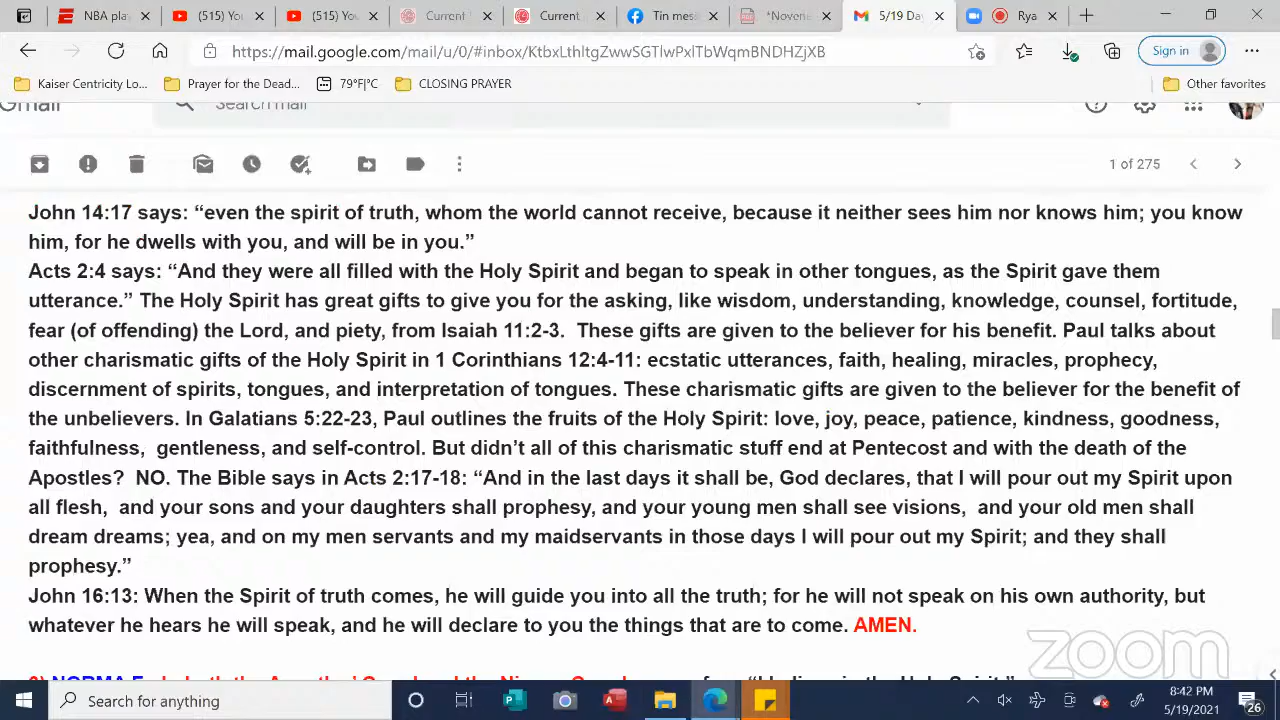 (515) You
(515) You
Current
Current
Tin mes
"Novene
5/19 Day
Rya
https://mail.google.com/mail/u/0/#inbox/KtbxLthltgZwwSGTlwPxlTbWqmBNDHZjXB
Sign in
Kaiser Centricity Lo...
Prayer for the Dead...
79°F|°C
CLOSING PRAYER
Other favorites
Gmail
Search mail
1 of 275
John 14:17 says: “even the spirit of truth, whom the world cannot receive, because it neither sees him nor knows him; you know
him, for he dwells with you, and will be in you.”
Acts 2:4 says: “And they were all filled with the Holy Spirit and began to speak in other tongues, as the Spirit gave them
utterance.” The Holy Spirit has great gifts to give you for the asking, like wisdom, understanding, knowledge, counsel, fortitude,
fear (of offending) the Lord, and piety, from Isaiah 11:2-3.  These gifts are given to the believer for his benefit. Paul talks about
other charismatic gifts of the Holy Spirit in 1 Corinthians 12:4-11: ecstatic utterances, faith, healing, miracles, prophecy,
discernment of spirits, tongues, and interpretation of tongues. These charismatic gifts are given to the believer for the benefit of
the unbelievers. In Galatians 5:22-23, Paul outlines the fruits of the Holy Spirit: love, joy, peace, patience, kindness, goodness,
faithfulness,  gentleness, and self-control. But didn’t all of this charismatic stuff end at Pentecost and with the death of the
Apostles?  NO. The Bible says in Acts 2:17-18: “And in the last days it shall be, God declares, that I will pour out my Spirit upon
all flesh,  and your sons and your daughters shall prophesy, and your young men shall see visions,  and your old men shall
dream dreams; yea, and on my men servants and my maidservants in those days I will pour out my Spirit; and they shall
prophesy.”
John 16:13: When the Spirit of truth comes, he will guide you into all the truth; for he will not speak on his own authority, but
whatever he hears he will speak, and he will declare to you the things that are to come. AMEN.
zoom
Search for anything
8:42 PM
5/19/2021
26